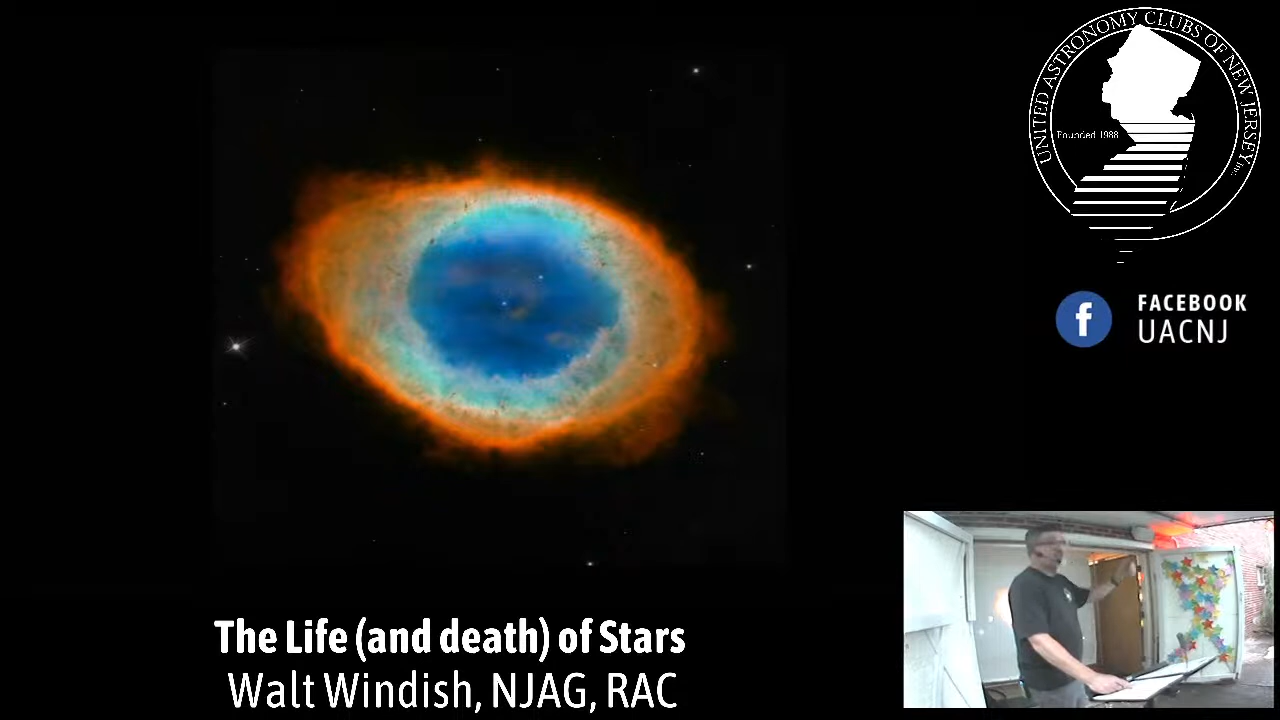 UNITED ASTRONOMY CLUBS OF NEW JERSEY, Inc.
Founded 1988
f FACEBOOK
UACNJ
The Life (and death) of Stars
Walt Windish, NJAG, RAC